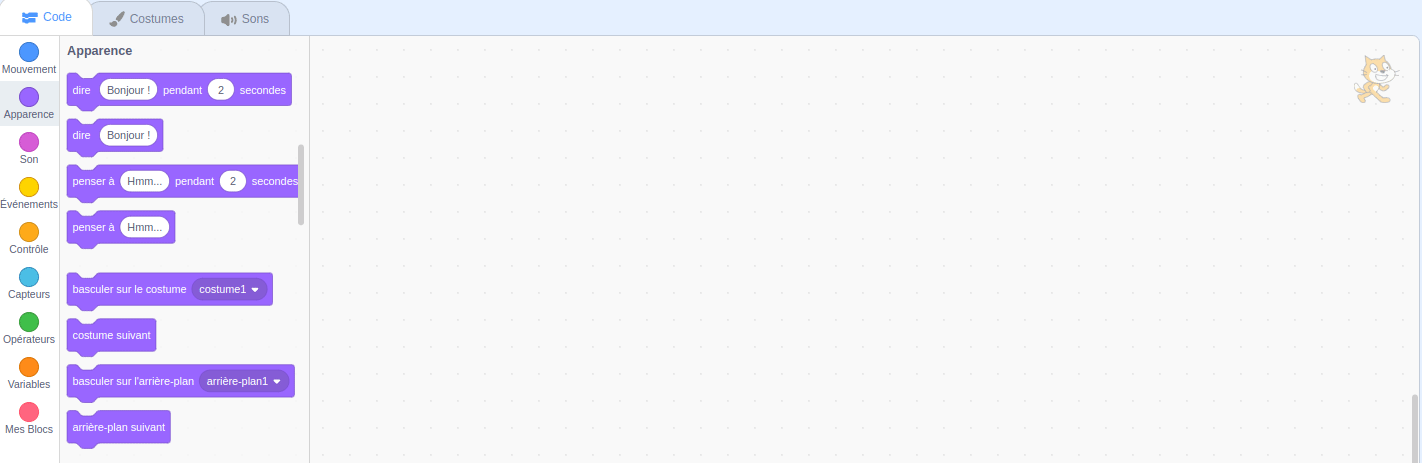 Code Costumes Sons
Mouvement
Apparence
Son
Événements
Contrôle
Capteurs
Opérateurs
Variables
Mes Blocs
Apparence
dire Bonjour ! pendant 2 secondes
dire Bonjour !
penser à Hmm... pendant 2 secondes
penser à Hmm...
basculer sur le costume costume1
costume suivant
basculer sur l'arrière-plan arrière-plan1
arrière-plan suivant